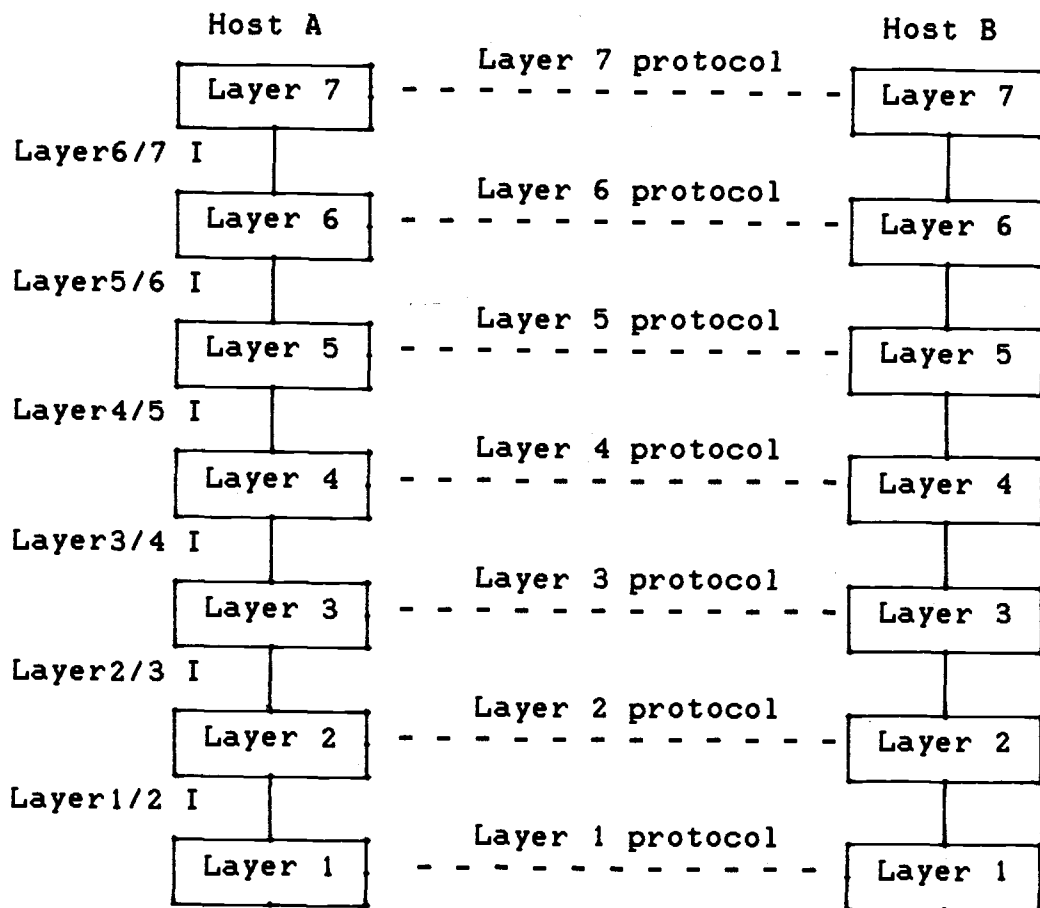 Host A
Host B
Layer 7 protocol
Layer 7
Layer 7
Layer6/7 I
Layer 6 protocol
Layer 6
Layer 6
Layer5/6 I
Layer 5 protocol
Layer 5
Layer 5
Layer4/5 I
Layer 4 protocol
Layer 4
Layer 4
Layer3/4 I
Layer 3 protocol
Layer 3
Layer 3
Layer2/3 I
Layer 2 protocol
Layer 2
Layer 2
Layer1/2 I
Layer 1 protocol
Layer 1
Layer 1